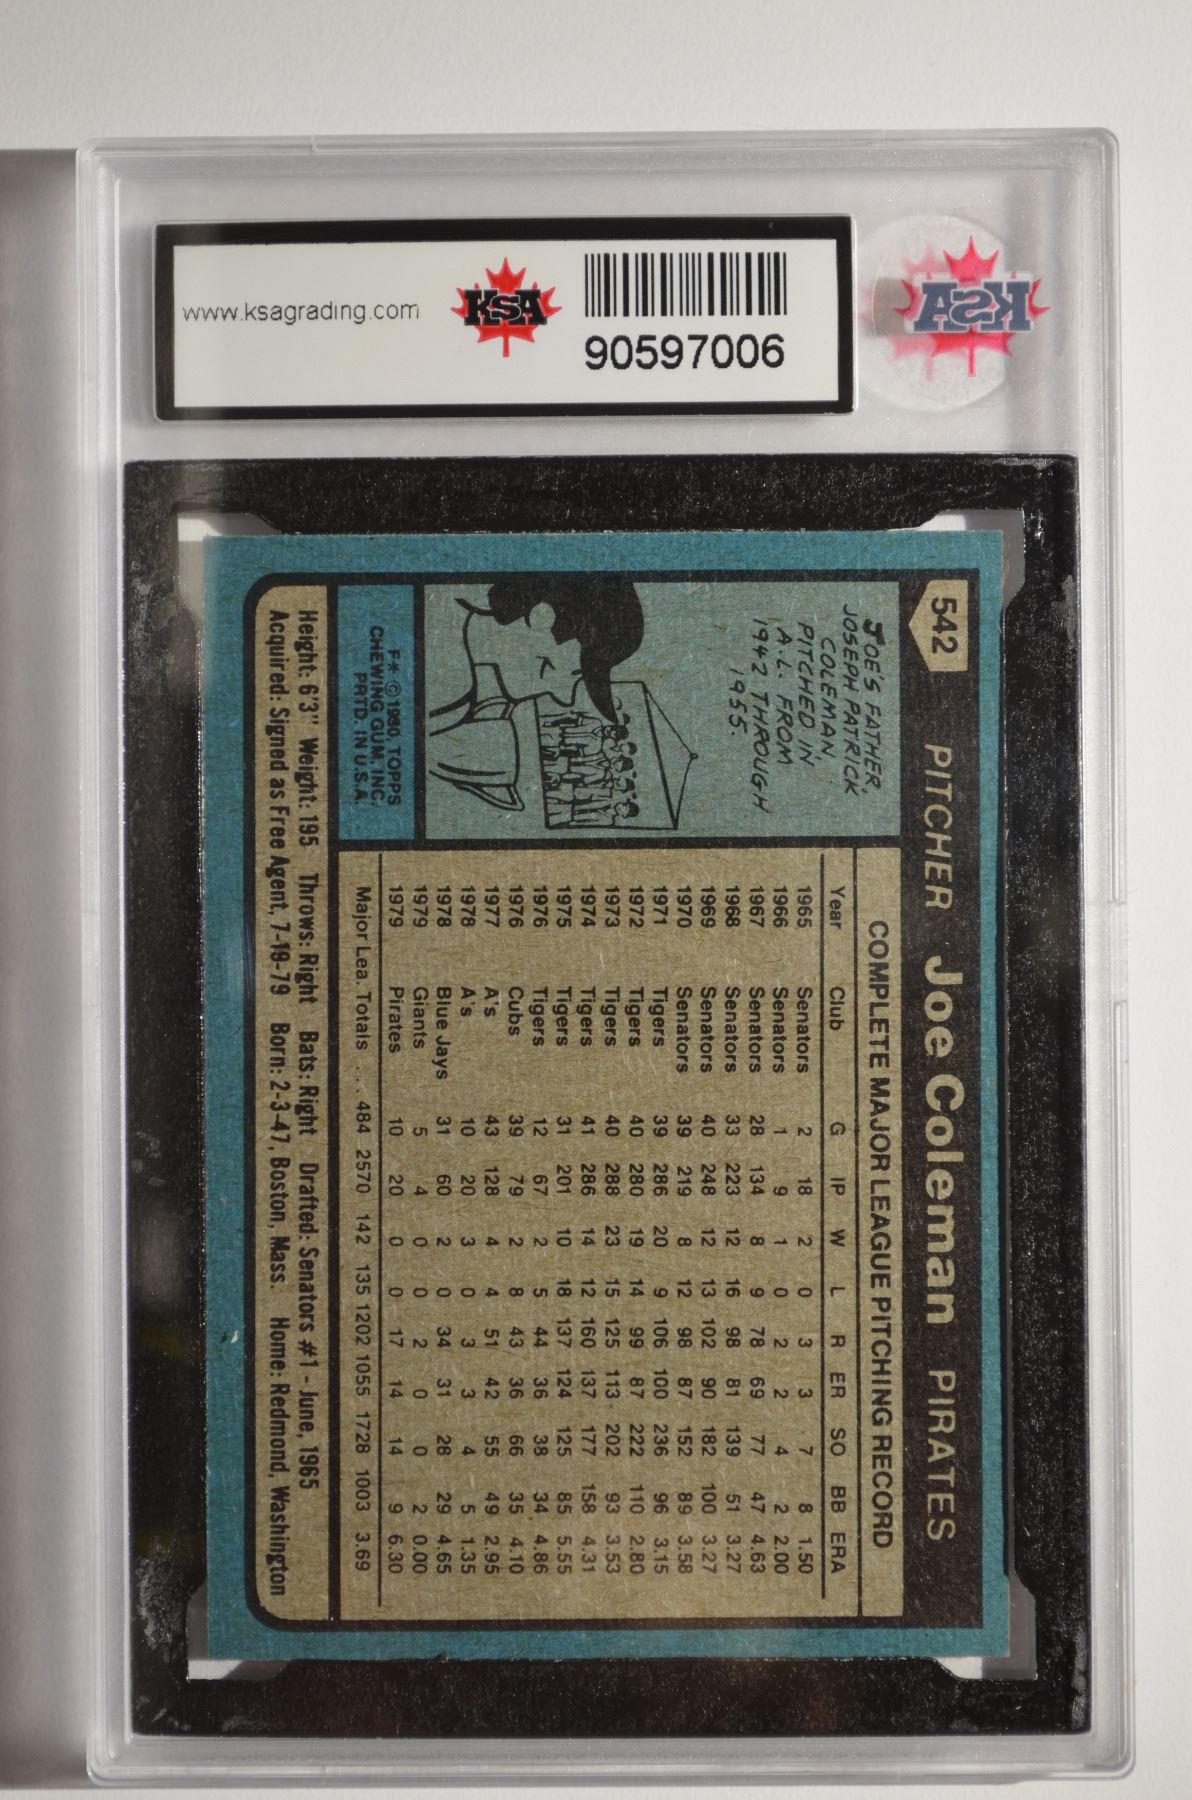 www.ksagrading.com
KSA
90597006
KSA
542 PITCHER Joe Coleman PIRATES
JOE'S FATHER,
JOSEPH PATRICK
COLEMAN,
PITCHED IN
A.L. FROM
1942 THROUGH
1955.
F* © 1980 TOPPS
CHEWING GUM, INC.
PRTD. IN U.S.A.
COMPLETE MAJOR LEAGUE PITCHING RECORD
Year Club G IP W L R ER SO BB ERA
1965 Senators 2 18 2 0 3 3 7 8 1.50
1966 Senators 1 9 1 0 2 2 4 2 2.00
1967 Senators 28 134 8 9 78 69 77 47 4.63
1968 Senators 33 223 12 16 98 81 139 51 3.27
1969 Senators 40 248 12 13 102 90 182 100 3.27
1970 Senators 39 219 8 12 98 87 152 89 3.58
1971 Tigers 39 286 20 9 106 100 236 96 3.15
1972 Tigers 40 280 19 14 99 87 222 110 2.80
1973 Tigers 40 288 23 15 125 113 202 93 3.53
1974 Tigers 41 286 14 12 160 137 177 158 4.31
1975 Tigers 31 201 10 18 137 124 125 85 5.55
1976 Tigers 12 67 2 5 44 36 38 34 4.86
1976 Cubs 39 79 2 8 43 36 66 35 4.10
1977 A's 43 128 4 4 51 42 55 49 2.95
1978 A's 10 20 3 0 3 3 4 5 1.35
1978 Blue Jays 31 60 2 0 34 31 28 29 4.65
1979 Giants 5 4 0 0 2 0 0 2 0.00
1979 Pirates 10 20 0 0 17 14 14 9 6.30
Major Lea. Totals . . . 484 2570 142 135 1202 1055 1728 1003 3.69
Height: 6'3" Weight: 195 Throws: Right Bats: Right Drafted: Senators #1 - June, 1965
Acquired: Signed as Free Agent, 7-19-79 Born: 2-3-47, Boston, Mass. Home: Redmond, Washington